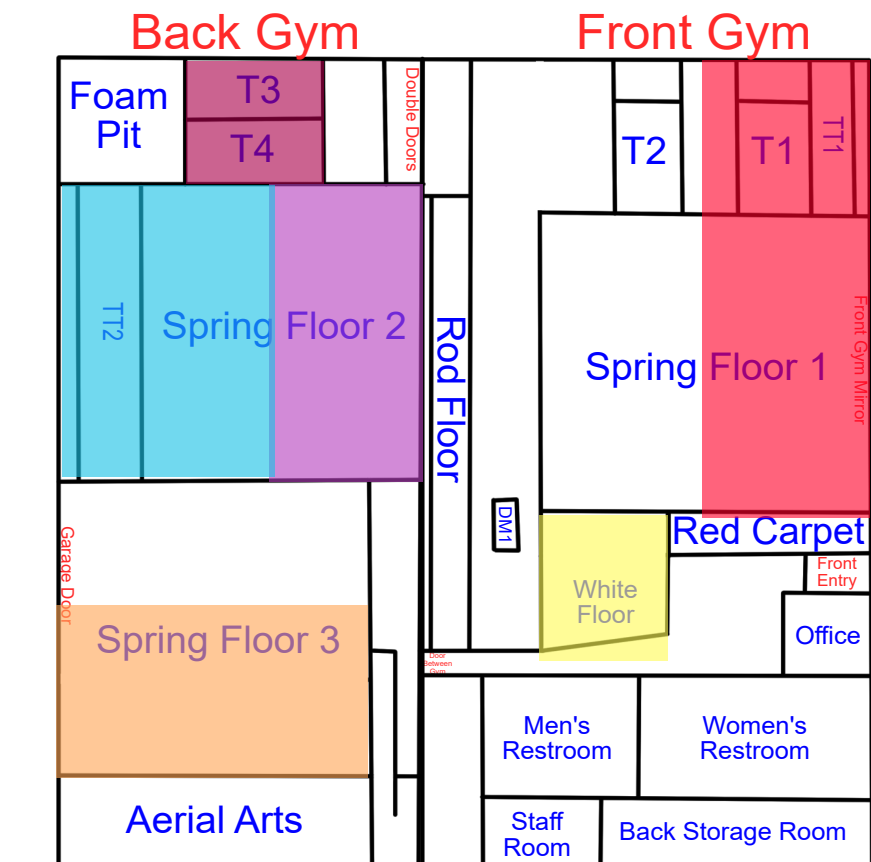 Back Gym
Front Gym
Foam
Pit
T3
T4
Double Doors
T2
T1
TT1
TT2
Spring Floor 2
Rod Floor
Spring Floor 1
Front Gym Mirror
DM1
Red Carpet
Garage Door
White
Floor
Front
Entry
Office
Spring Floor 3
Door
Between
Gym
Men's
Restroom
Women's
Restroom
Aerial Arts
Staff
Room
Back Storage Room